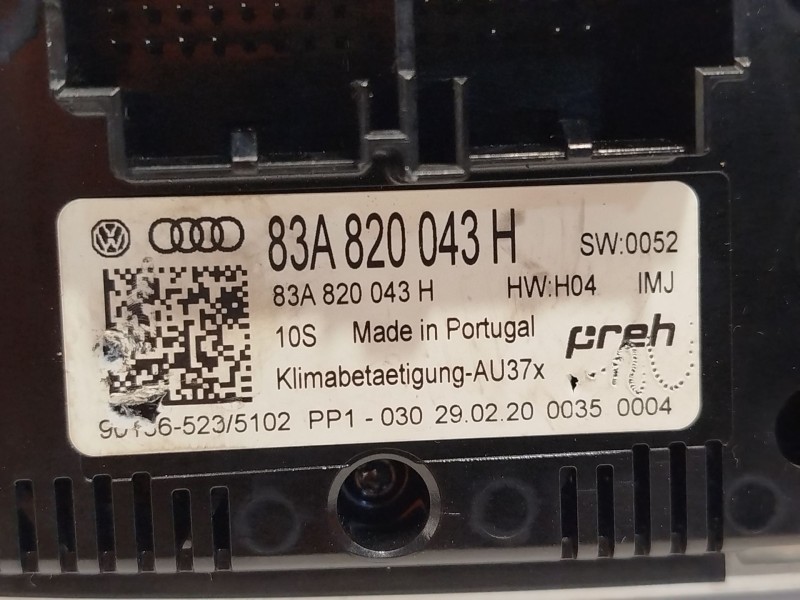 83A 820 043 H SW:0052
83A 820 043 H HW:H04 IMJ
10S Made in Portugal preh
Klimabetaetigung-AU37x
PP1 - 030 29.02.20 0035 0004